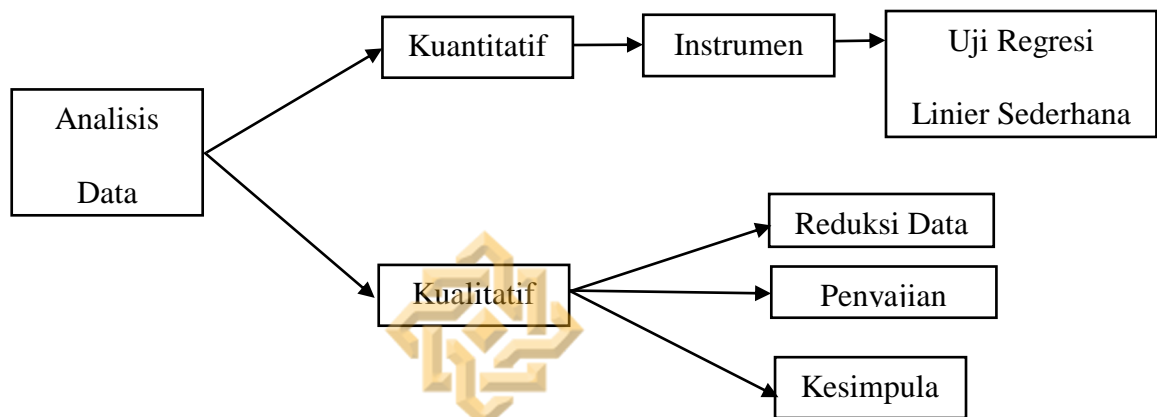 Kuantitatif
Instrumen
Uji Regresi
Linier Sederhana
Analisis
Data
Reduksi Data
Kualitatif
Penyajian
Kesimpula